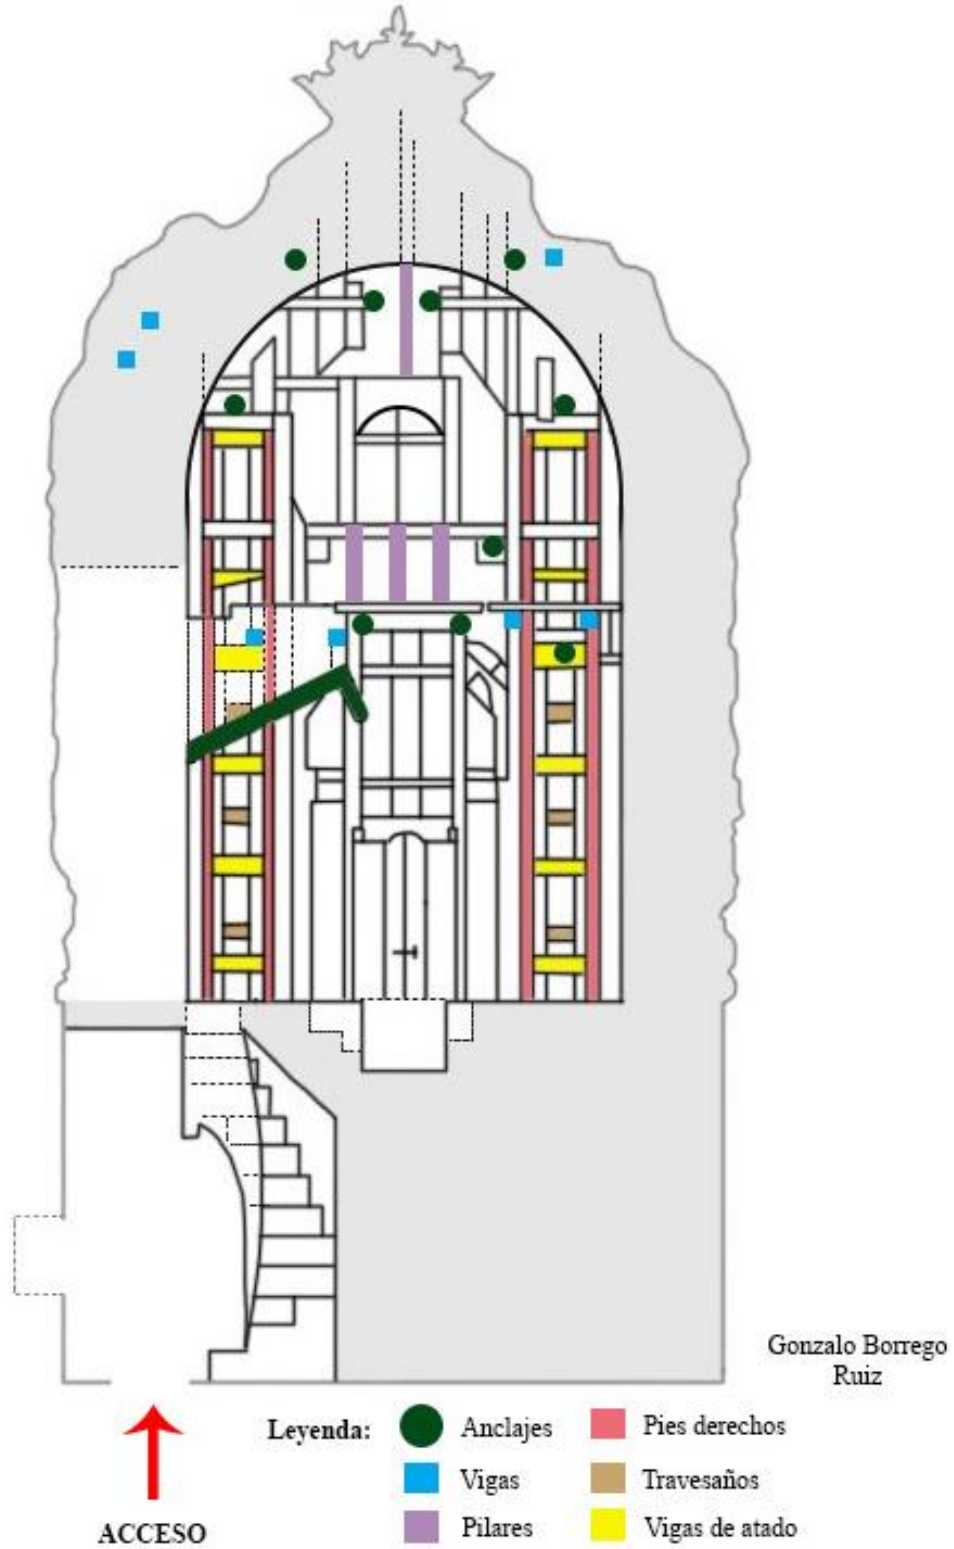 Gonzalo Borrego
Ruiz
Leyenda:
Anclajes
Pies derechos
Vigas
Travesaños
Pilares
Vigas de atado
ACCESO